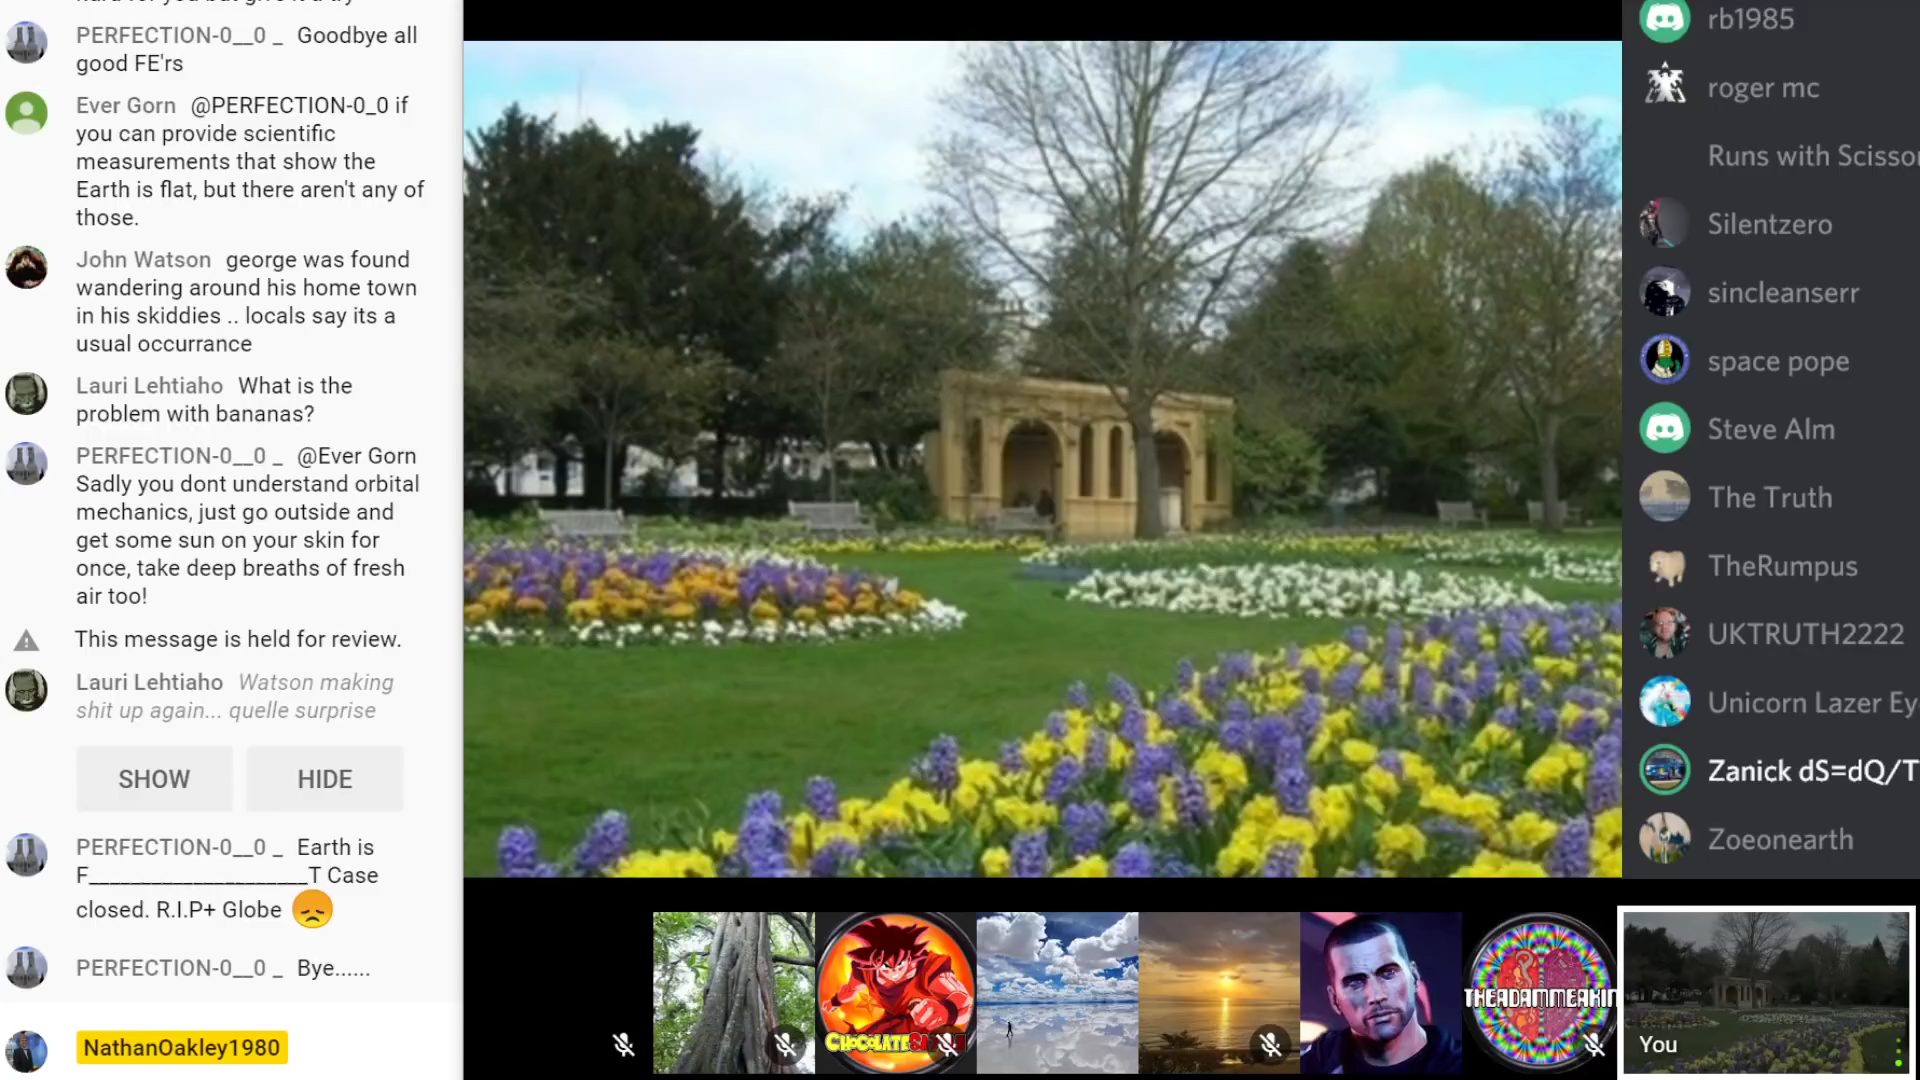 PERFECTION-0__0 _ Goodbye all
good FE'rs
Ever Gorn @PERFECTION-0_0 if
you can provide scientific
measurements that show the
Earth is flat, but there aren't any of
those.
John Watson george was found
wandering around his home town
in his skiddies .. locals say its a
usual occurrance
Lauri Lehtiaho What is the
problem with bananas?
PERFECTION-0__0 _ @Ever Gorn
Sadly you dont understand orbital
mechanics, just go outside and
get some sun on your skin for
once, take deep breaths of fresh
air too!
This message is held for review.
Lauri Lehtiaho Watson making
shit up again... quelle surprise
SHOW
HIDE
PERFECTION-0__0 _ Earth is
F____________________T Case
closed. R.I.P+ Globe 😞
PERFECTION-0__0 _ Bye......
NathanOakley1980
rb1985
roger mc
Runs with Scisso
Silentzero
sincleanserr
space pope
Steve Alm
The Truth
TheRumpus
UKTRUTH2222
Unicorn Lazer Ey
Zanick dS=dQ/T
Zoeonearth
CHOCOLATE
THEADAMMEAKIN
You